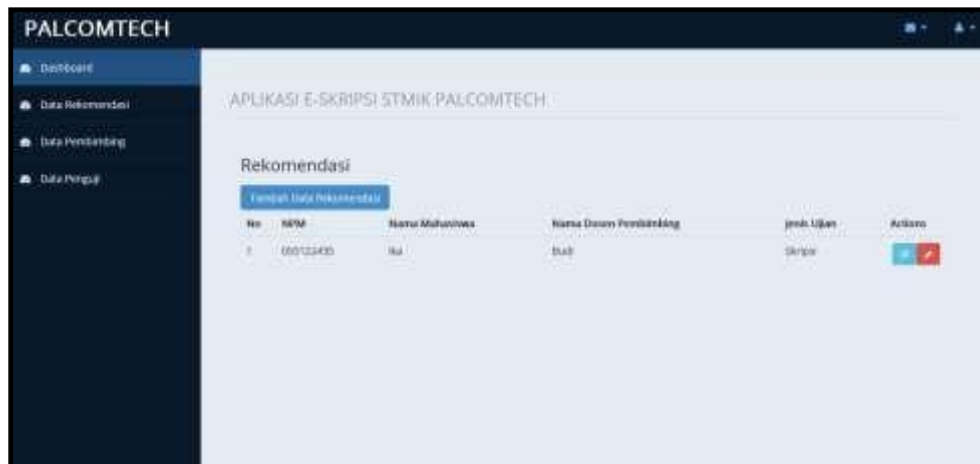 PALCOMTECH
Dashboard
Data Rekomendasi
Data Pembimbing
Data Penguji
APLIKASI E-SKRIPSI STMIK PALCOMTECH
Rekomendasi
Tambah Data Rekomendasi
No NPM Nama Mahasiswa Nama Dosen Pembimbing Jenis Ujian Actions
1 Ika Budi Skripsi